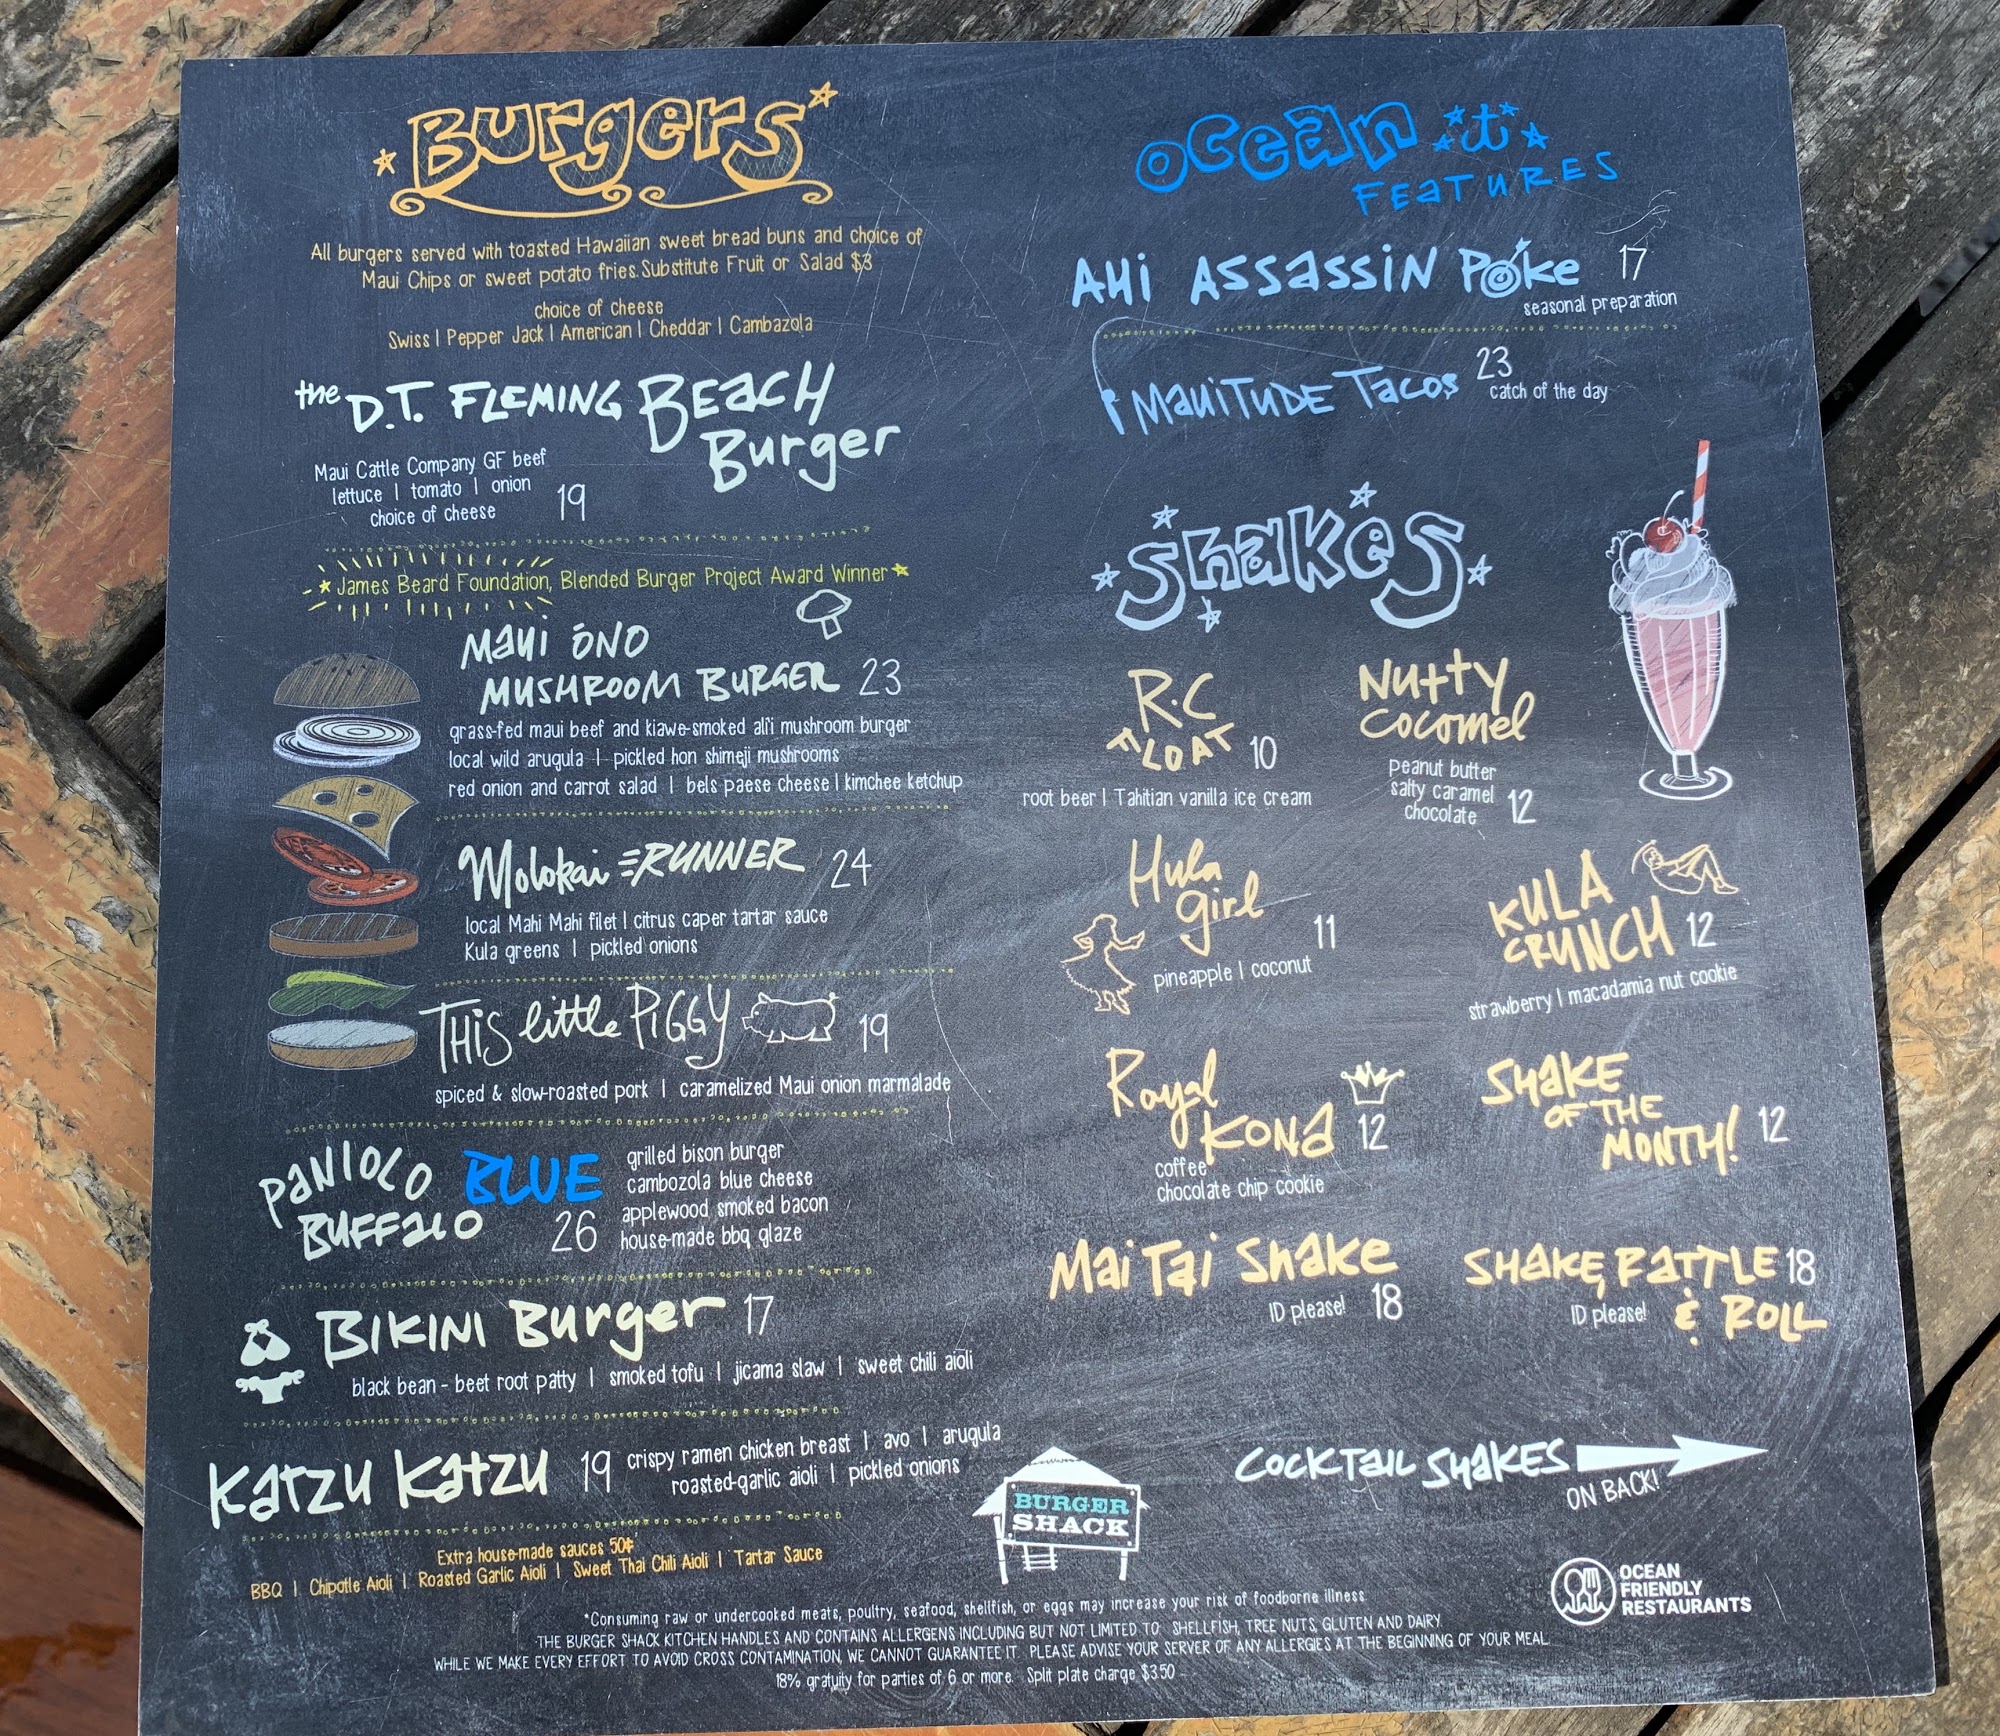 Burgers
All burgers served with toasted Hawaiian sweet bread buns and choice of
Maui Chips or sweet potato fries. Substitute Fruit or Salad $3
choice of cheese
Swiss | Pepper Jack | American | Cheddar | Cambazola
the D.T. FLEMING BEACH
Burger
Maui Cattle Company GF beef
lettuce | tomato | onion
choice of cheese 19
James Beard Foundation, Blended Burger Project Award Winner
Maui ōNO
MUSHROOM BURGER 23
grass-fed maui beef and kiawe-smoked ali'i mushroom burger
local wild arugula | pickled hon shimeji mushrooms
red onion and carrot salad | bels paese cheese | kimchee ketchup
Molokai RUNNER 24
local Mahi Mahi filet | citrus caper tartar sauce
Kula greens | pickled onions
THIS little PIGGY 19
spiced & slow-roasted pork | caramelized Maui onion marmalade
PANIOLO BLUE
BUFFALO 26
grilled bison burger
cambozola blue cheese
applewood smoked bacon
house-made bbq glaze
BIKINI Burger 17
black bean - beet root patty | smoked tofu | jicama slaw | sweet chili aioli
Katzu Katzu 19
crispy ramen chicken breast | avo | arugula
roasted-garlic aioli | pickled onions
Extra house-made sauces 50¢
BBQ | Chipotle Aioli | Roasted Garlic Aioli | Sweet Thai Chili Aioli | Tartar Sauce
Ocean it
FEATURES
AHI ASSASSIN Poke 17
seasonal preparation
MAUITUDE Tacos 23
catch of the day
Shakes
R.C
FLOAT 10
root beer | Tahitian vanilla ice cream
Nutty
Cocomel
peanut butter
salty caramel
chocolate 12
Hula
girl 11
pineapple | coconut
KULA
CRUNCH 12
strawberry | macadamia nut cookie
Royal
KONA 12
coffee
chocolate chip cookie
SHAKE
OF THE
MONTH! 12
Mai Tai Shake
ID please! 18
SHAKE, RATTLE 18
& ROLL
ID please!
COCKTAIL SHAKES
ON BACK!
BURGER
SHACK
OCEAN
FRIENDLY
RESTAURANTS
*Consuming raw or undercooked meats, poultry, seafood, shellfish, or eggs may increase your risk of foodborne illness
THE BURGER SHACK KITCHEN HANDLES AND CONTAINS ALLERGENS INCLUDING BUT NOT LIMITED TO: SHELLFISH, TREE NUTS, GLUTEN AND DAIRY.
WHILE WE MAKE EVERY EFFORT TO AVOID CROSS CONTAMINATION, WE CANNOT GUARANTEE IT. PLEASE ADVISE YOUR SERVER OF ANY ALLERGIES AT THE BEGINNING OF YOUR MEAL.
18% gratuity for parties of 6 or more. Split plate charge $3.50